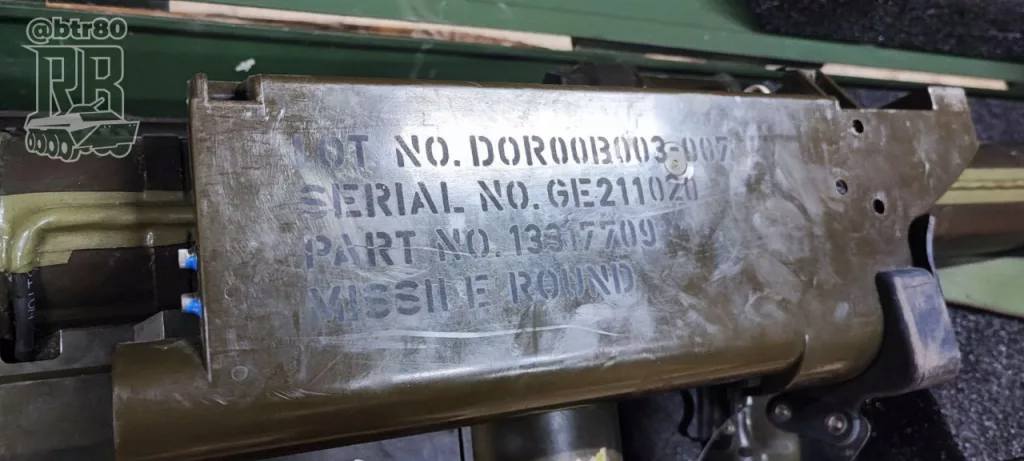 @btr80
RB
LOT NO. DOR00B003-007
SERIAL NO. GE211020
PART NO. 13317709
MISSILE ROUND